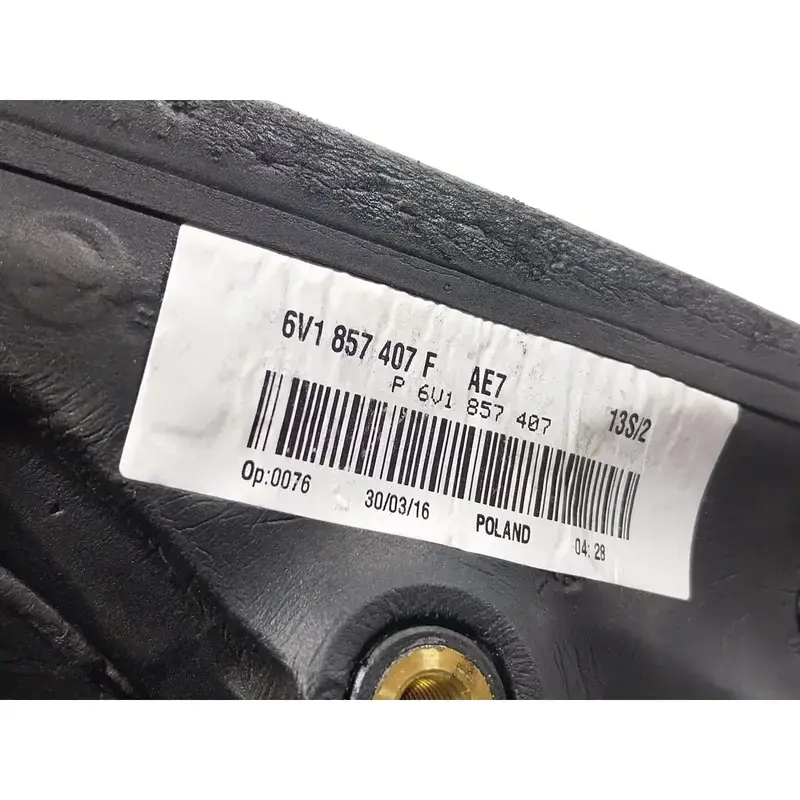 6V1 857 407 F AE7 13S/2
P 6V1 857 407
Op:0076 30/03/16 POLAND 04:28